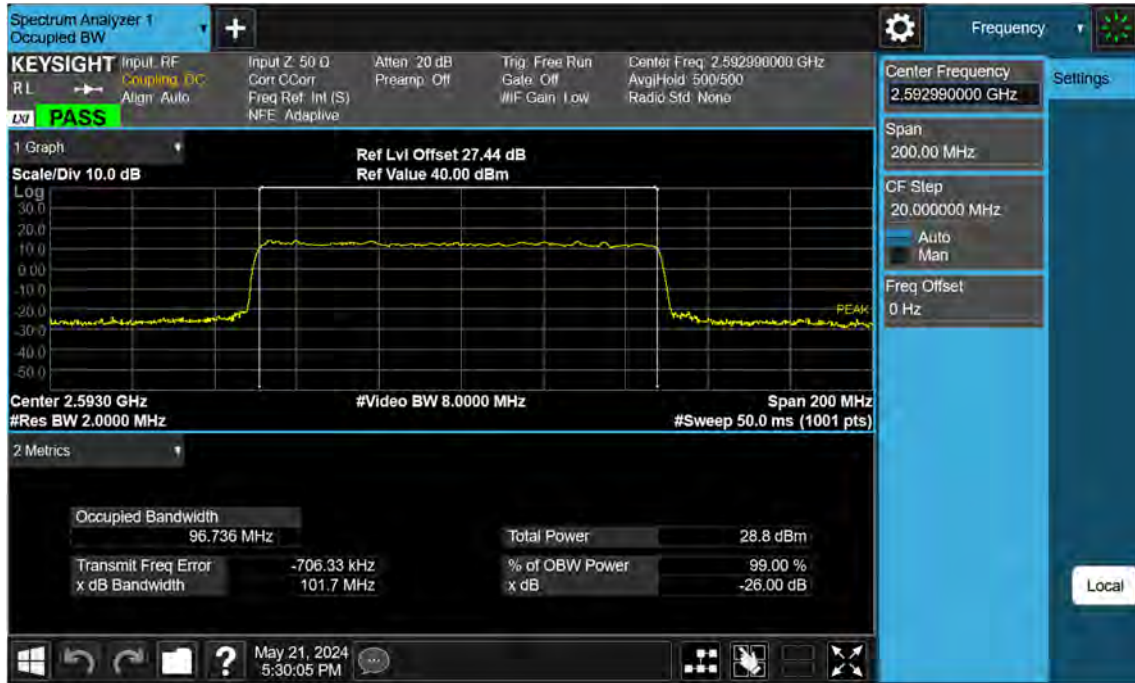 Spectrum Analyzer 1
Occupied BW
+
Frequency
KEYSIGHT
RL
LXI PASS
Input: RF
Coupling: DC
Align: Auto
Input Z: 50 Ω
Corr CCorr
Freq Ref: Int (S)
NFE: Adaptive
Atten: 20 dB
Preamp: Off
Trig: Free Run
Gate: Off
#IF Gain: Low
Center Freq: 2.592990000 GHz
Avg|Hold: 500/500
Radio Std: None
Center Frequency
2.592990000 GHz
Settings
Span
200.00 MHz
CF Step
20.000000 MHz
Auto
Man
Freq Offset
0 Hz
1 Graph
Scale/Div 10.0 dB
Ref Lvl Offset 27.44 dB
Ref Value 40.00 dBm
Log
30.0
20.0
10.0
0.00
-10.0
-20.0
-30.0
-40.0
-50.0
PEAK
Center 2.5930 GHz
#Video BW 8.0000 MHz
Span 200 MHz
#Res BW 2.0000 MHz
#Sweep 50.0 ms (1001 pts)
2 Metrics
Occupied Bandwidth
96.736 MHz
Total Power 28.8 dBm
Transmit Freq Error -706.33 kHz
% of OBW Power 99.00 %
x dB Bandwidth 101.7 MHz
x dB -26.00 dB
Local
?
May 21, 2024
5:30:05 PM